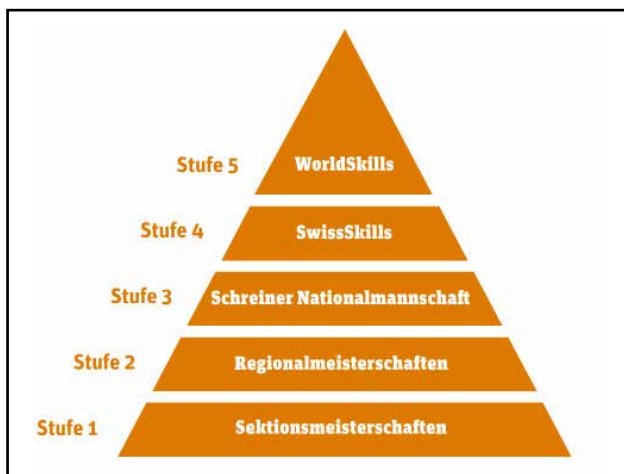 Stufe 5 WorldSkills
Stufe 4 SwissSkills
Stufe 3 Schreiner Nationalmannschaft
Stufe 2 Regionalmeisterschaften
Stufe 1 Sektionsmeisterschaften